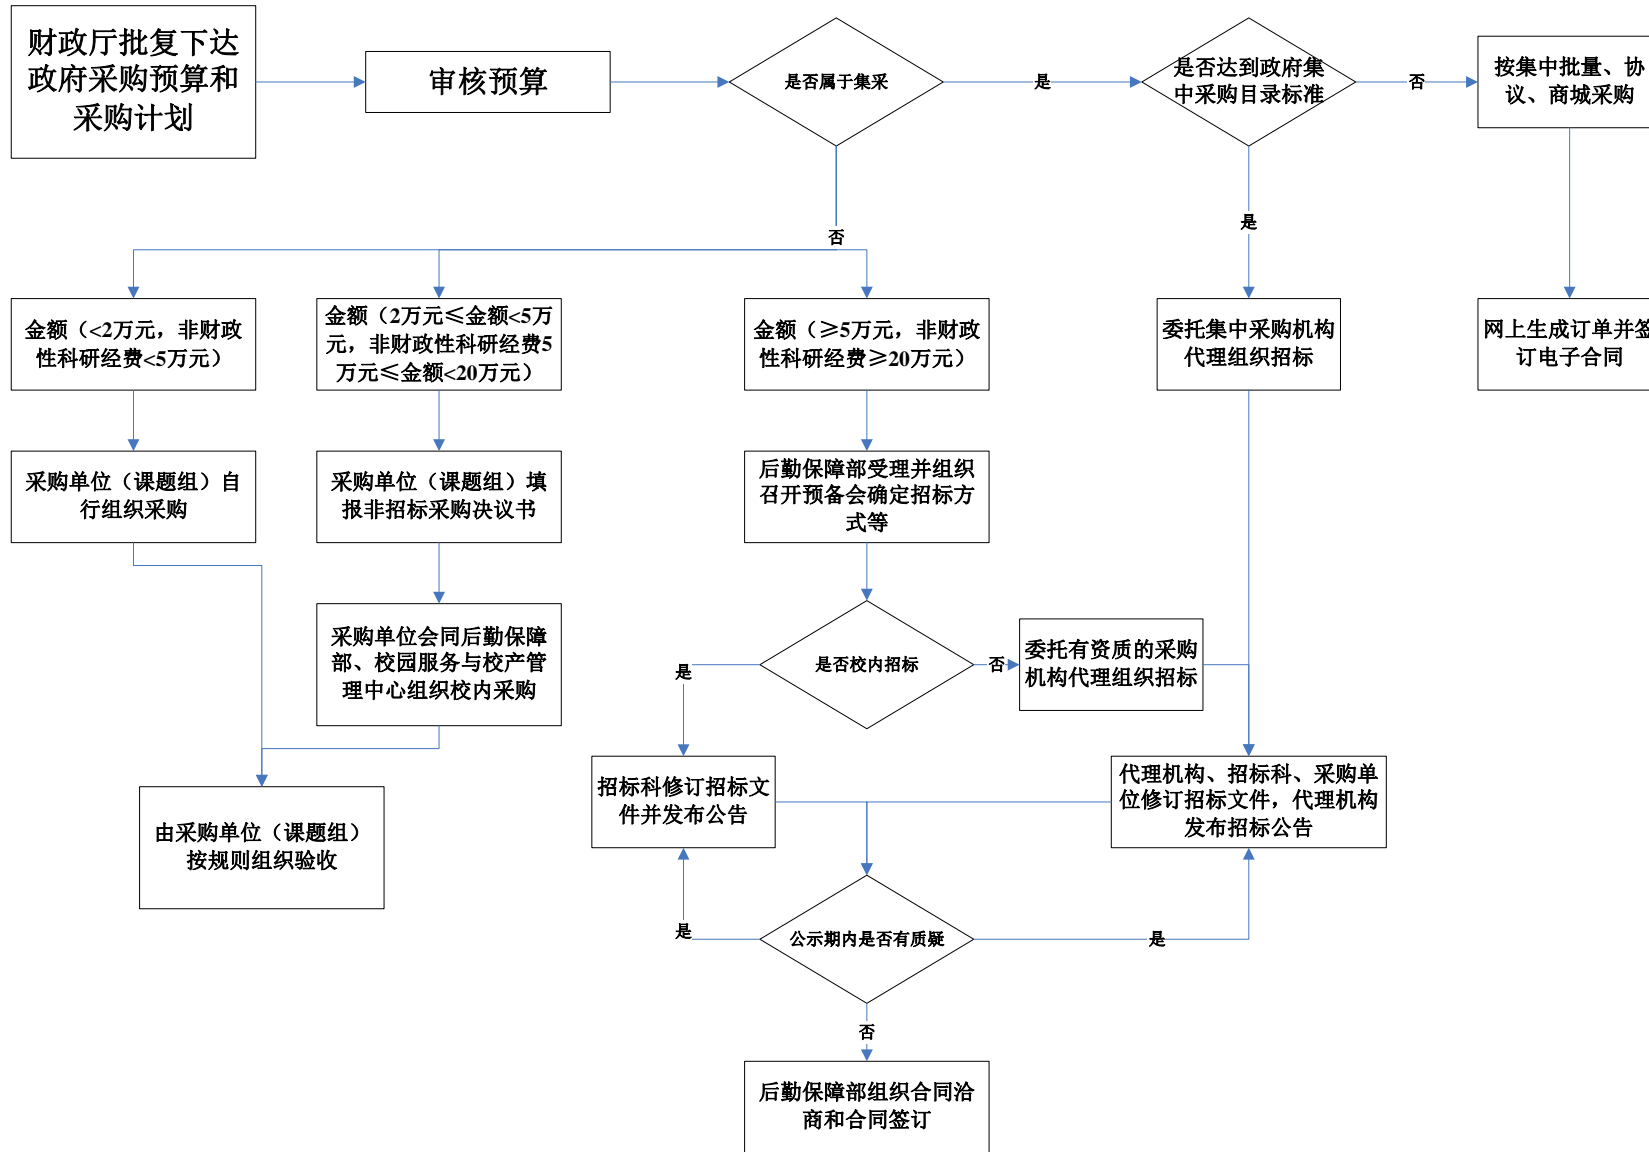 财政厅批复下达
政府采购预算和
采购计划
审核预算
是否属于集采
是
是否达到政府集
中采购目录标准
否
按集中批量、协
议、商城采购
否
是
金额（<2万元，非财政
性科研经费<5万元）
金额（2万元≤金额<5万
元，非财政性科研经费5
万元≤金额<20万元）
金额（≥5万元，非财政
性科研经费≥20万元）
委托集中采购机构
代理组织招标
网上生成订单并签
订电子合同
采购单位（课题组）自
行组织采购
采购单位（课题组）填
报非招标采购决议书
后勤保障部受理并组织
召开预备会确定招标方
式等
采购单位会同后勤保障
部、校园服务与校产管
理中心组织校内采购
是
是否校内招标
否
委托有资质的采购
机构代理组织招标
招标科修订招标文
件并发布公告
代理机构、招标科、采购单
位修订招标文件，代理机构
发布招标公告
由采购单位（课题组）
按规则组织验收
是
公示期内是否有质疑
是
否
后勤保障部组织合同洽
商和合同签订